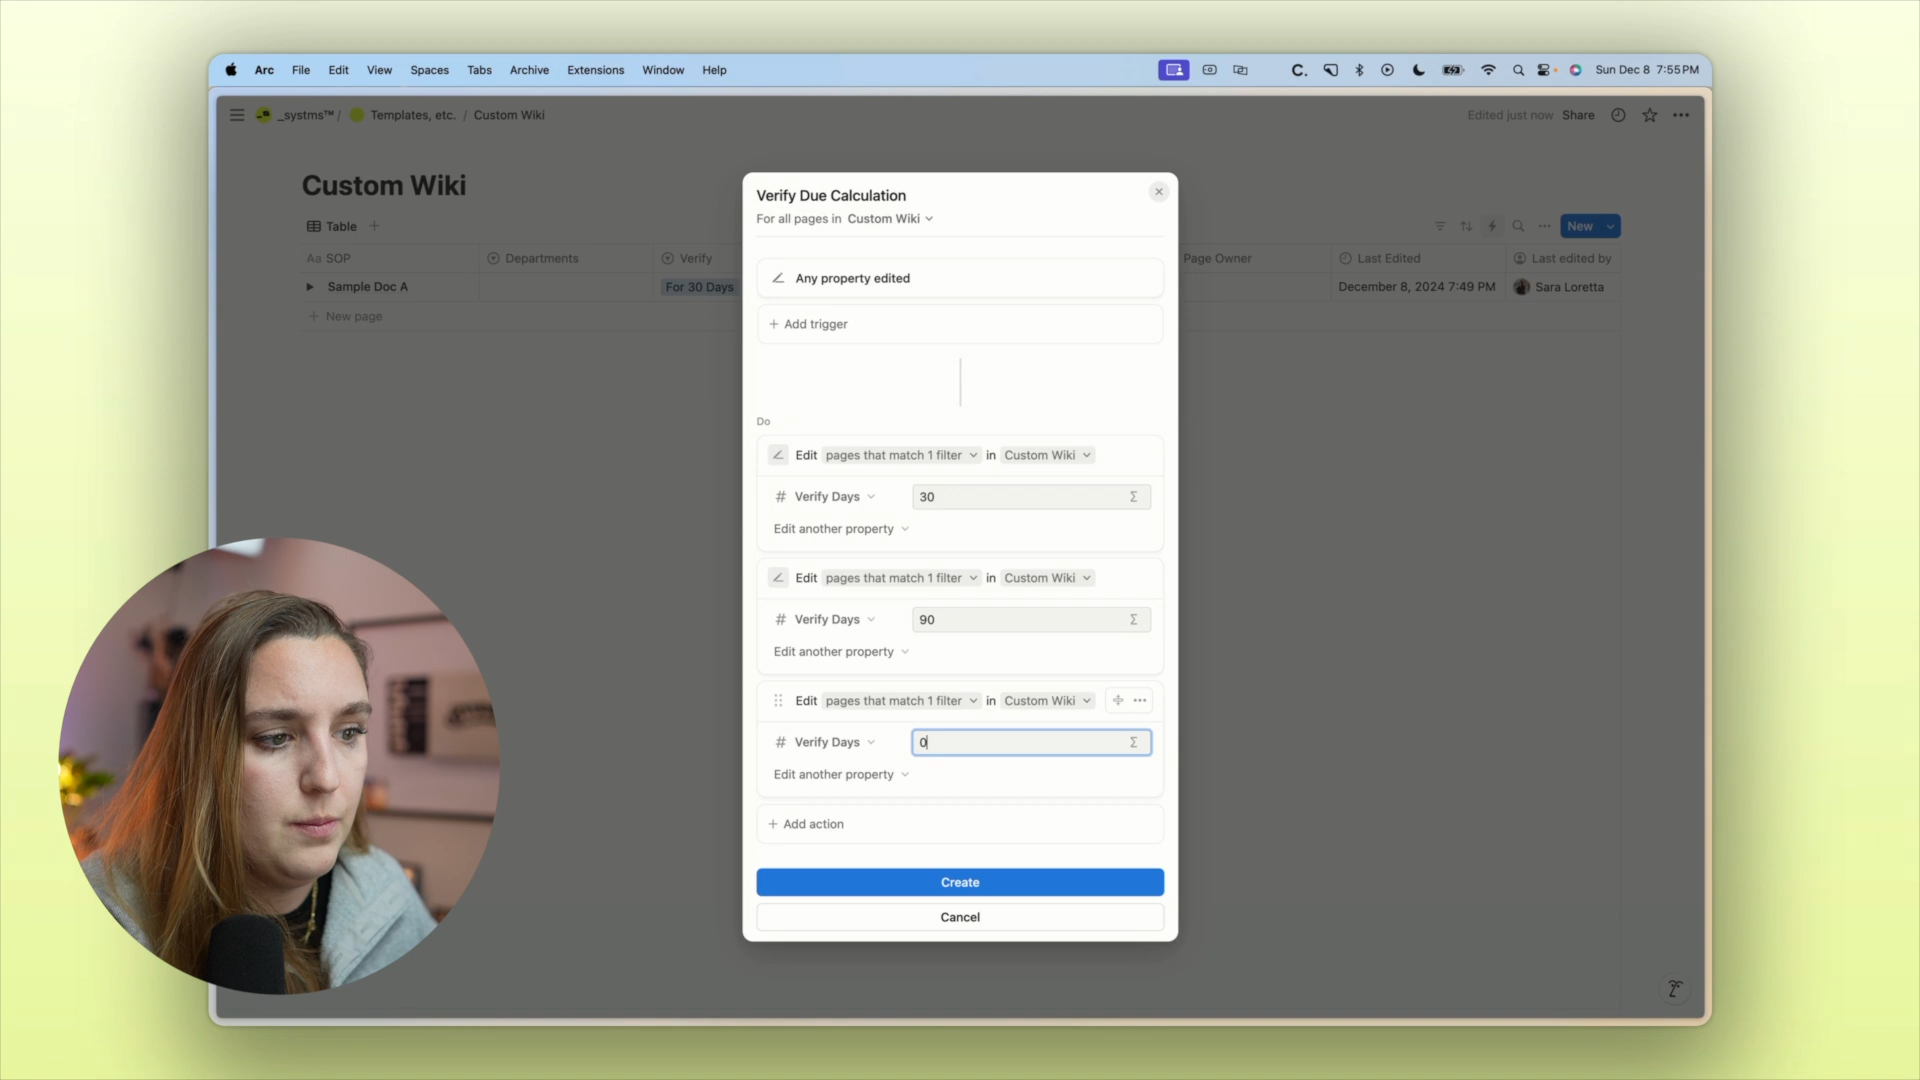 Arc File Edit View Spaces Tabs Archive Extensions Window Help Sun Dec 8 7:55 PM
_systms™ / Templates, etc. / Custom Wiki Edited just now Share
Custom Wiki
Table New
Aa SOP Departments Verify Page Owner Last Edited Last edited by
Sample Doc A For 30 Days December 8, 2024 7:49 PM Sara Loretta
+ New page
Verify Due Calculation
For all pages in Custom Wiki
Any property edited
+ Add trigger
Do
Edit pages that match 1 filter in Custom Wiki
# Verify Days 30 Σ
Edit another property
Edit pages that match 1 filter in Custom Wiki
# Verify Days 90 Σ
Edit another property
Edit pages that match 1 filter in Custom Wiki
# Verify Days 0 Σ
Edit another property
+ Add action
Create
Cancel